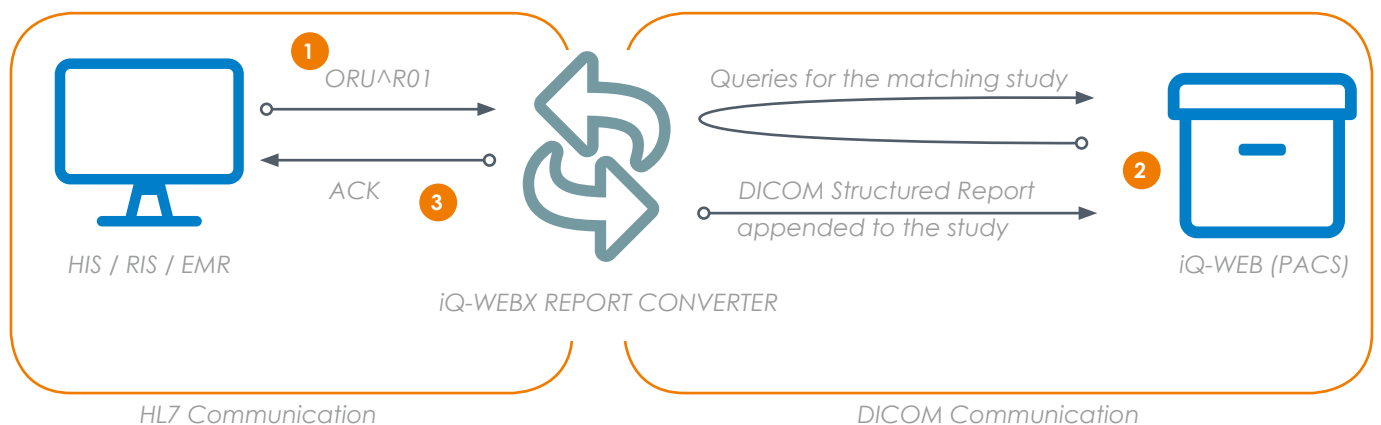 1
ORU^R01
ACK
3
HIS / RIS / EMR
iQ-WEBX REPORT CONVERTER
HL7 Communication
Queries for the matching study
2
DICOM Structured Report
appended to the study
iQ-WEB (PACS)
DICOM Communication